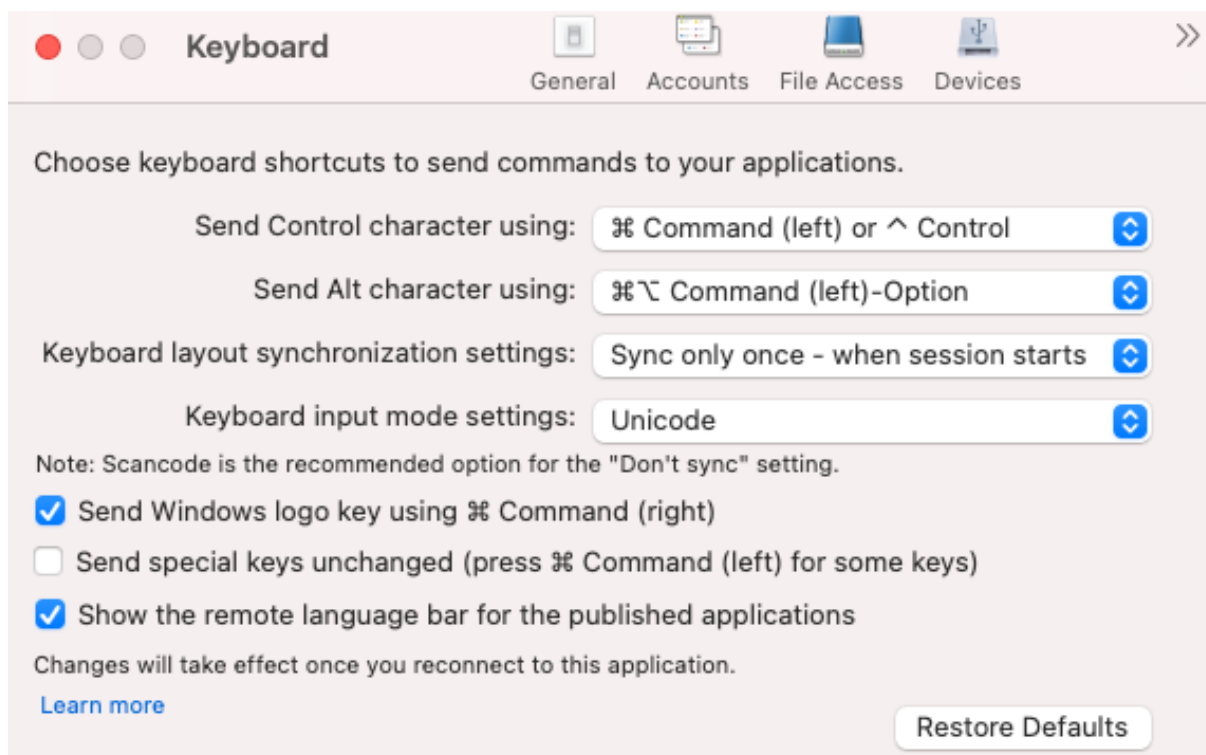 Keyboard
General Accounts File Access Devices
Choose keyboard shortcuts to send commands to your applications.
Send Control character using: ⌘ Command (left) or ^ Control
Send Alt character using: ⌘⌥ Command (left)-Option
Keyboard layout synchronization settings: Sync only once - when session starts
Keyboard input mode settings: Unicode
Note: Scancode is the recommended option for the "Don't sync" setting.
Send Windows logo key using ⌘ Command (right)
Send special keys unchanged (press ⌘ Command (left) for some keys)
Show the remote language bar for the published applications
Changes will take effect once you reconnect to this application.
Learn more
Restore Defaults